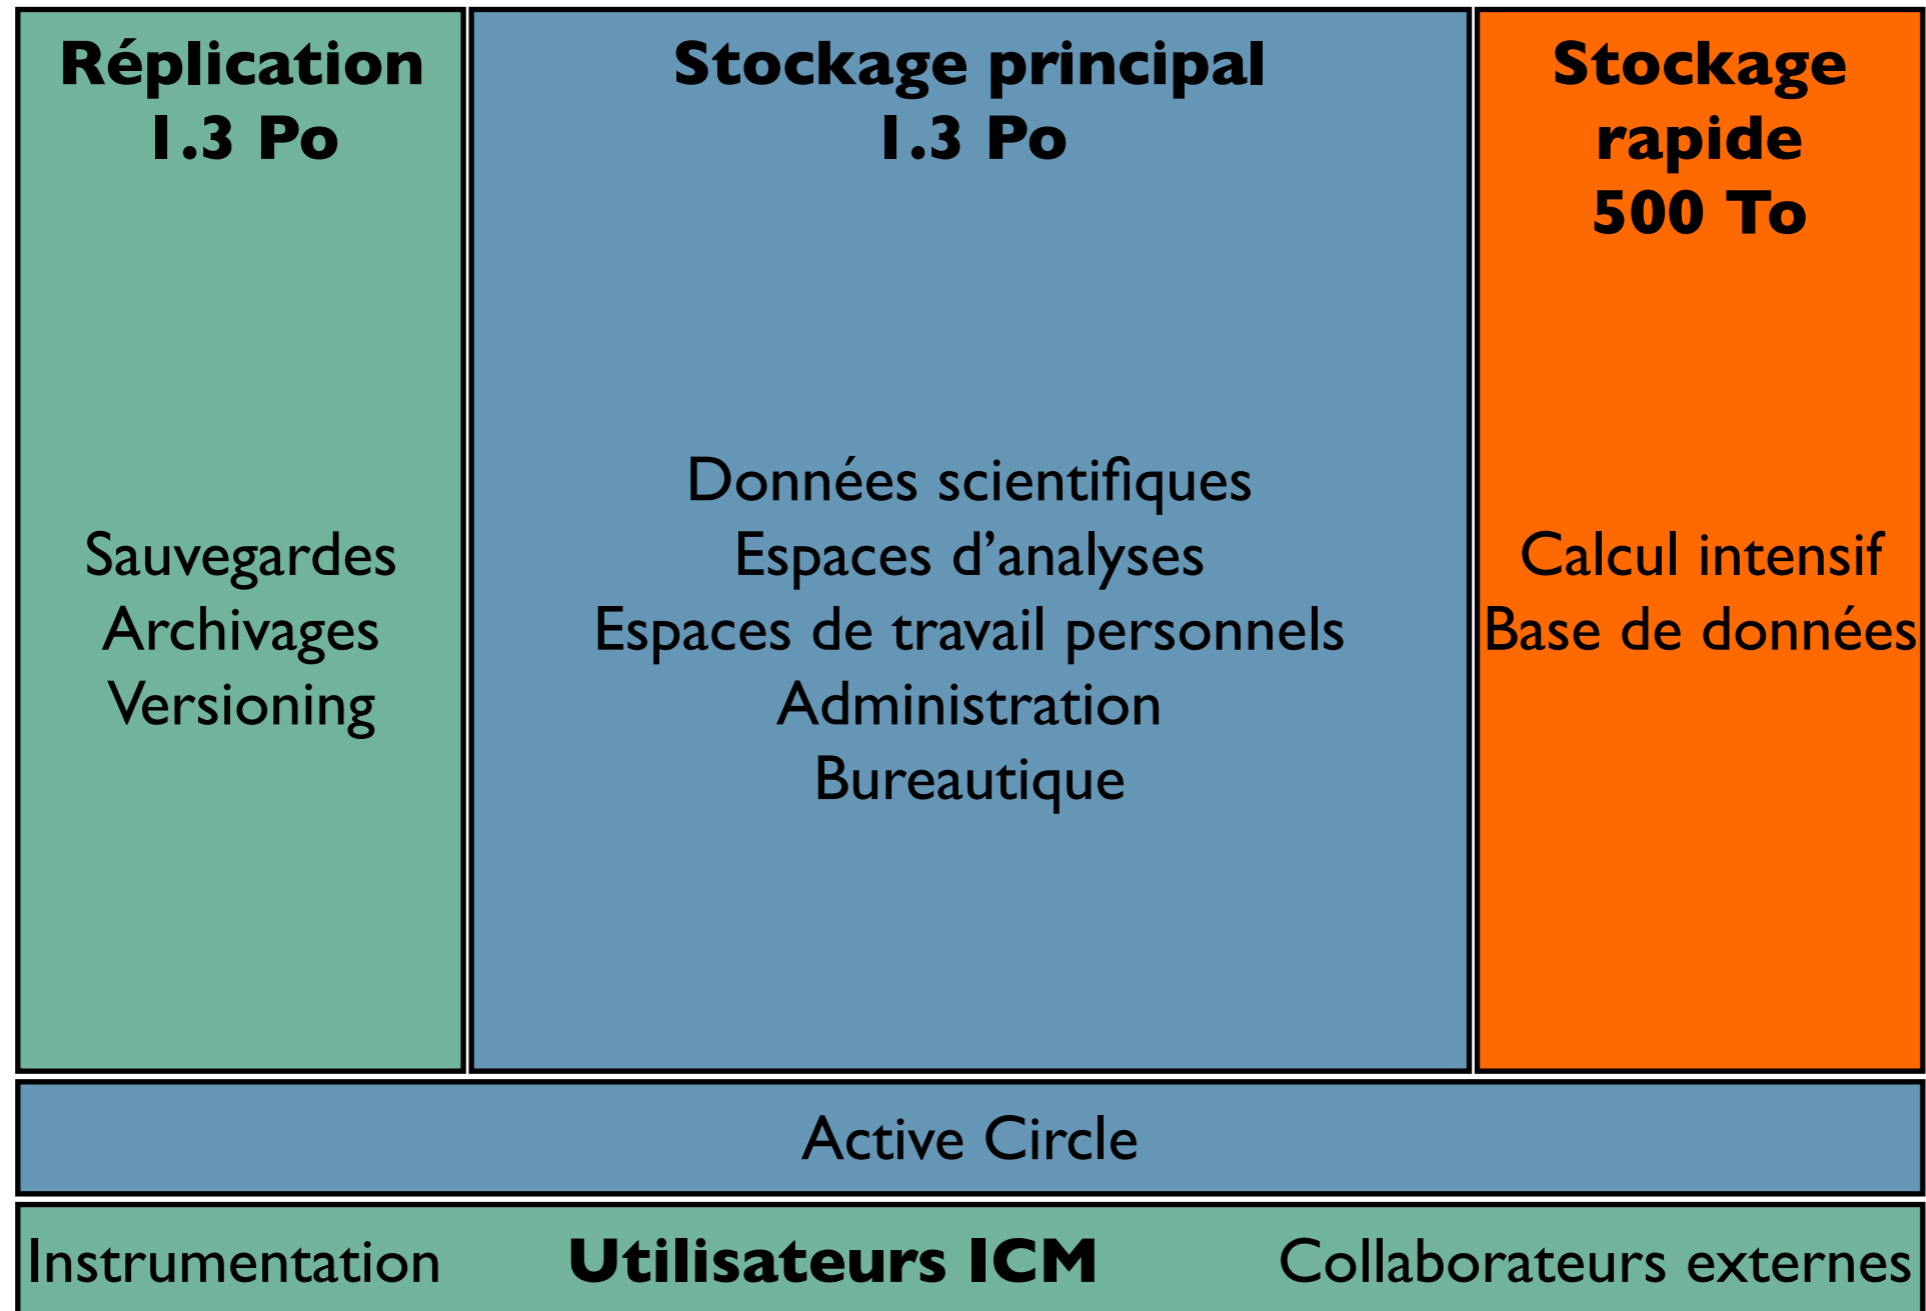 Réplication
1.3 Po
Sauvegardes
Archivages
Versioning
Stockage principal
1.3 Po
Données scientifiques
Espaces d’analyses
Espaces de travail personnels
Administration
Bureautique
Stockage
rapide
500 To
Calcul intensif
Base de données
Active Circle
Instrumentation
Utilisateurs ICM
Collaborateurs externes